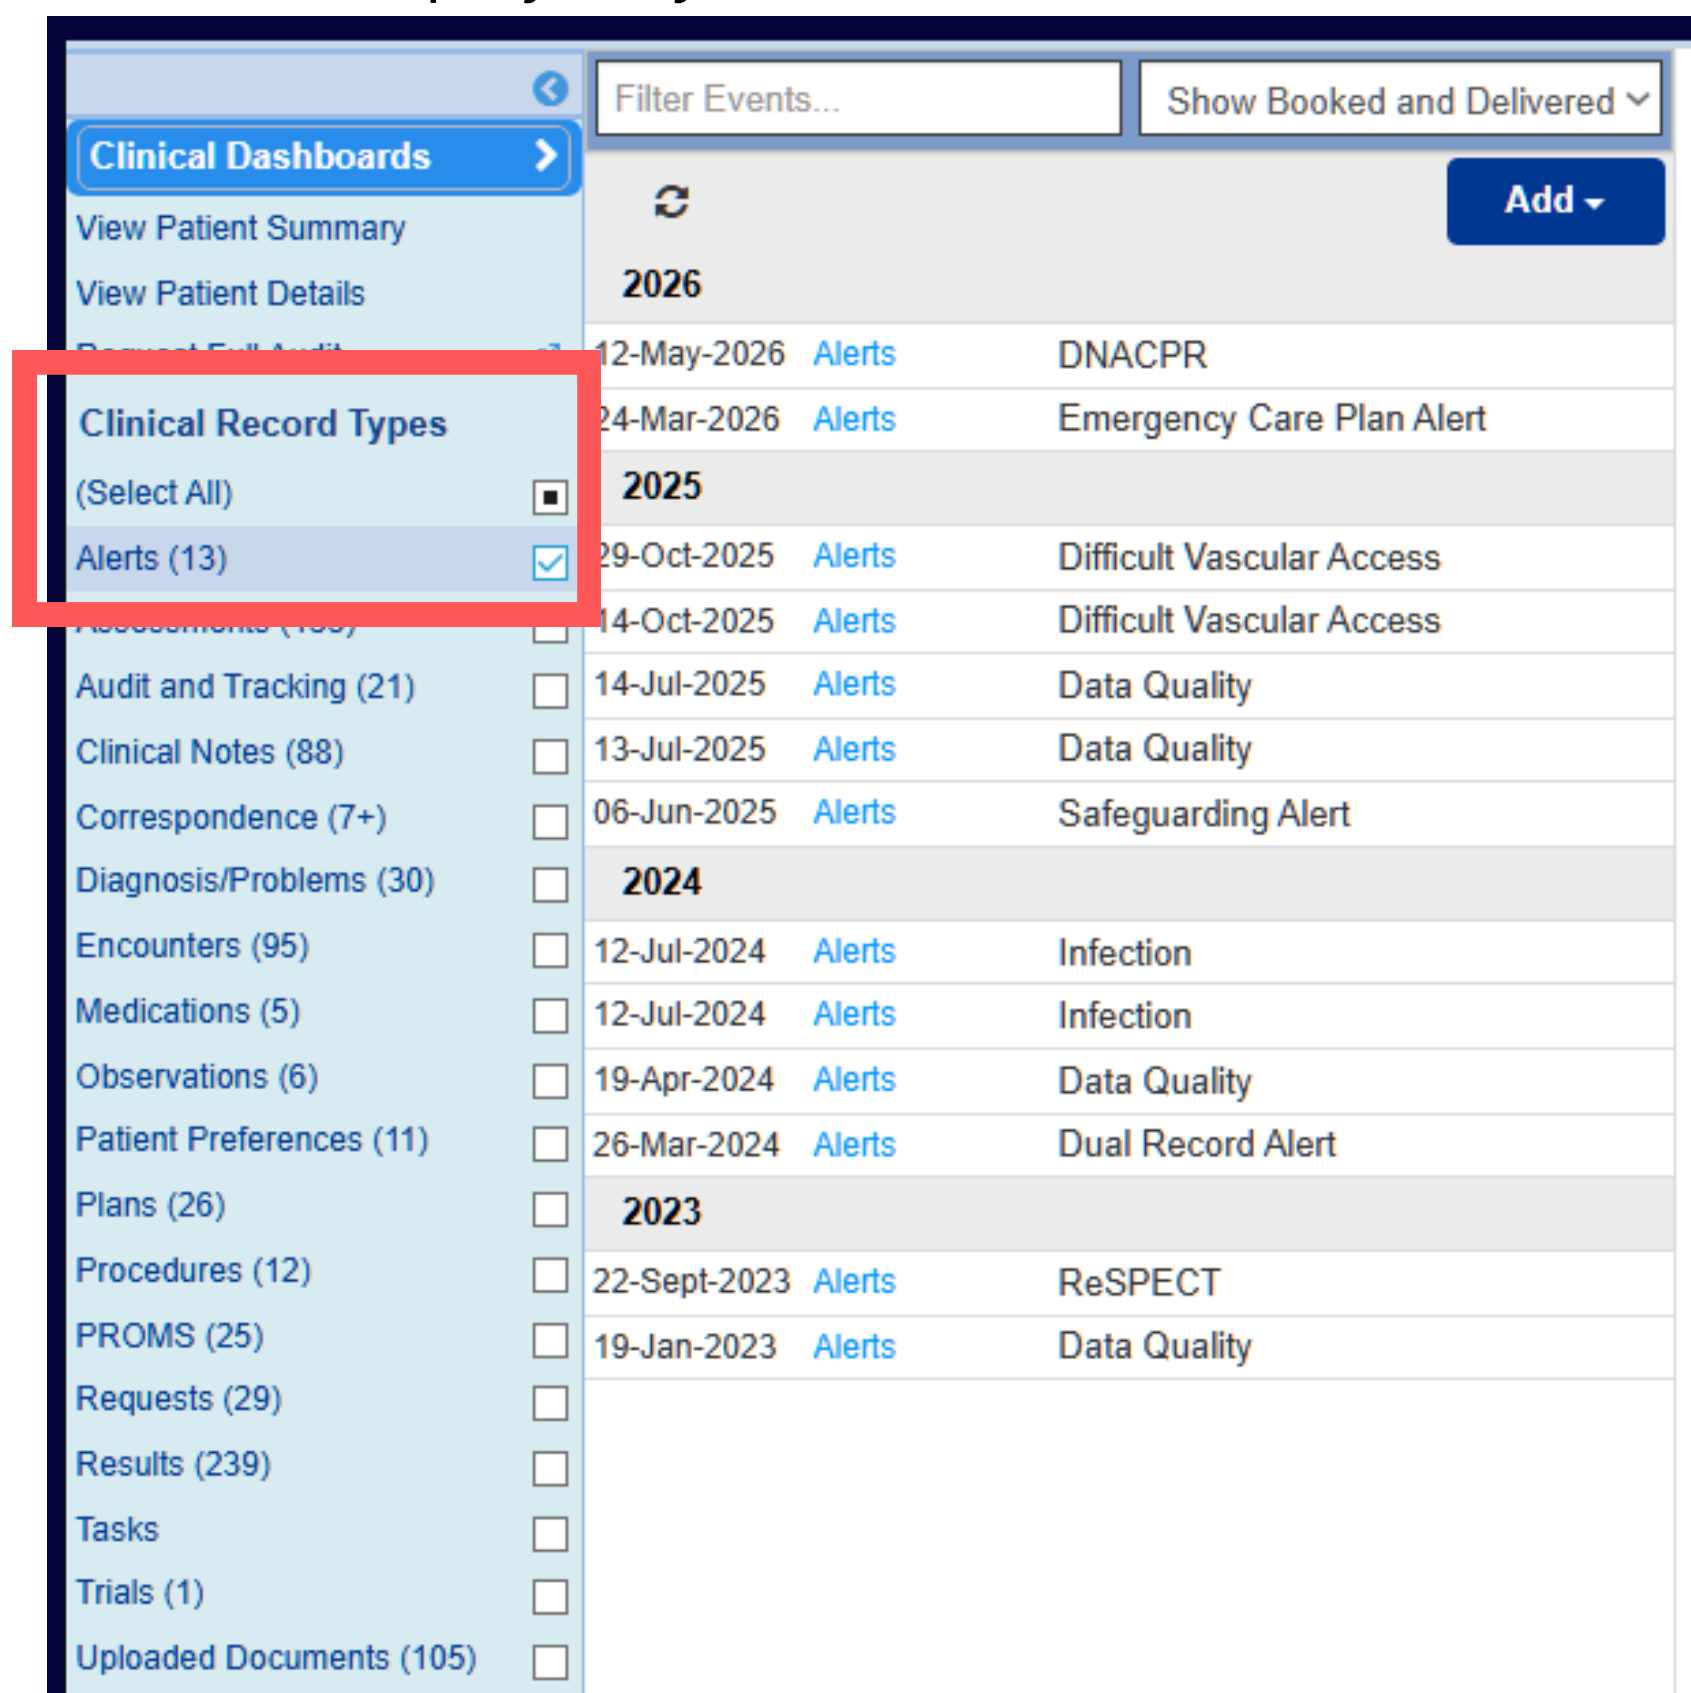 Filter Events...
Show Booked and Delivered
Clinical Dashboards
Add
View Patient Summary
View Patient Details
Request Full Audit
Clinical Record Types
(Select All)
Alerts (13)
Assessments
Audit and Tracking (21)
Clinical Notes (88)
Correspondence (7+)
Diagnosis/Problems (30)
Encounters (95)
Medications (5)
Observations (6)
Patient Preferences (11)
Plans (26)
Procedures (12)
PROMS (25)
Requests (29)
Results (239)
Tasks
Trials (1)
Uploaded Documents (105)
2026
12-May-2026 Alerts DNACPR
24-Mar-2026 Alerts Emergency Care Plan Alert
2025
29-Oct-2025 Alerts Difficult Vascular Access
14-Oct-2025 Alerts Difficult Vascular Access
14-Jul-2025 Alerts Data Quality
13-Jul-2025 Alerts Data Quality
06-Jun-2025 Alerts Safeguarding Alert
2024
12-Jul-2024 Alerts Infection
12-Jul-2024 Alerts Infection
19-Apr-2024 Alerts Data Quality
26-Mar-2024 Alerts Dual Record Alert
2023
22-Sept-2023 Alerts ReSPECT
19-Jan-2023 Alerts Data Quality